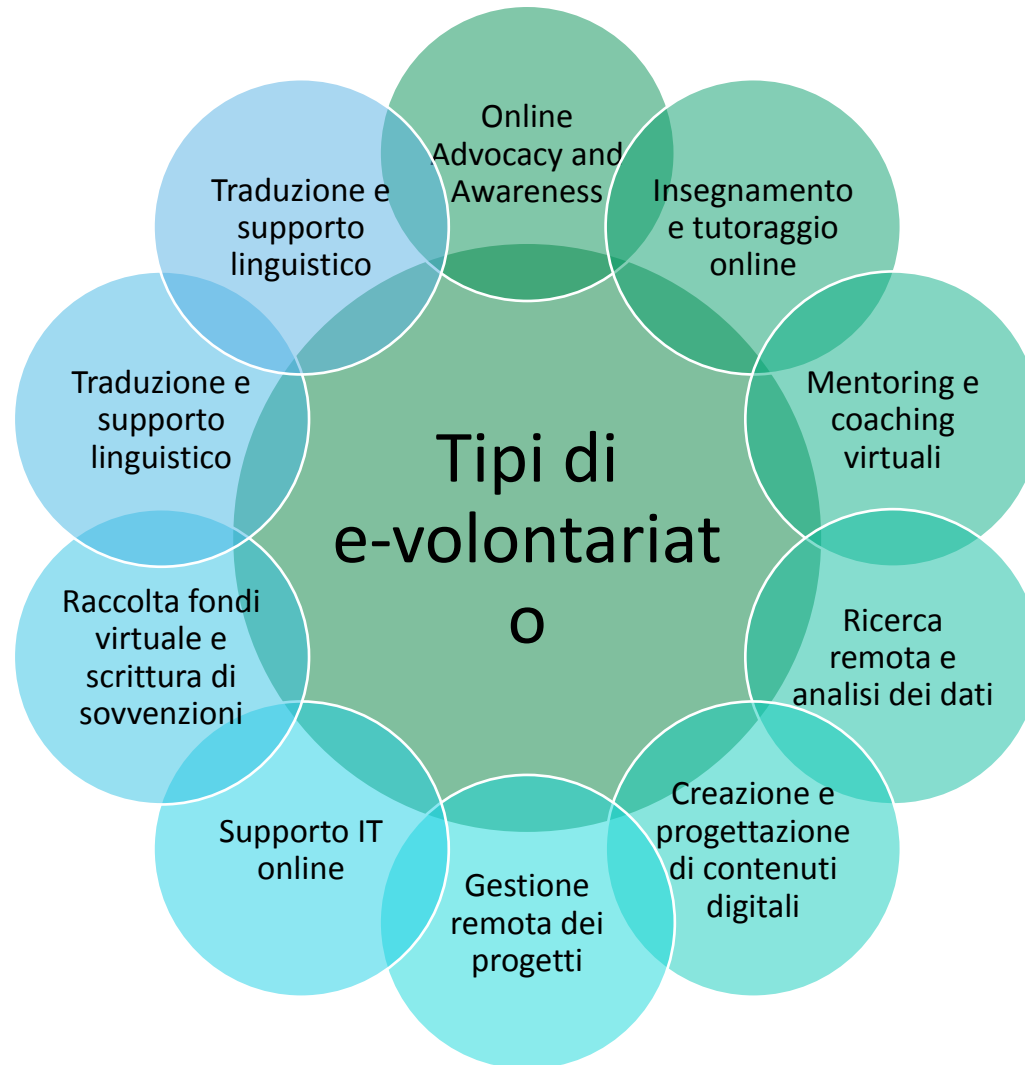 Tipi di
e-volontariat
o
Online
Advocacy and
Awareness
Insegnamento
e tutoraggio
online
Mentoring e
coaching
virtuali
Ricerca
remota e
analisi dei dati
Creazione e
progettazione
di contenuti
digitali
Gestione
remota dei
progetti
Supporto IT
online
Raccolta fondi
virtuale e
scrittura di
sovvenzioni
Traduzione e
supporto
linguistico
Traduzione e
supporto
linguistico